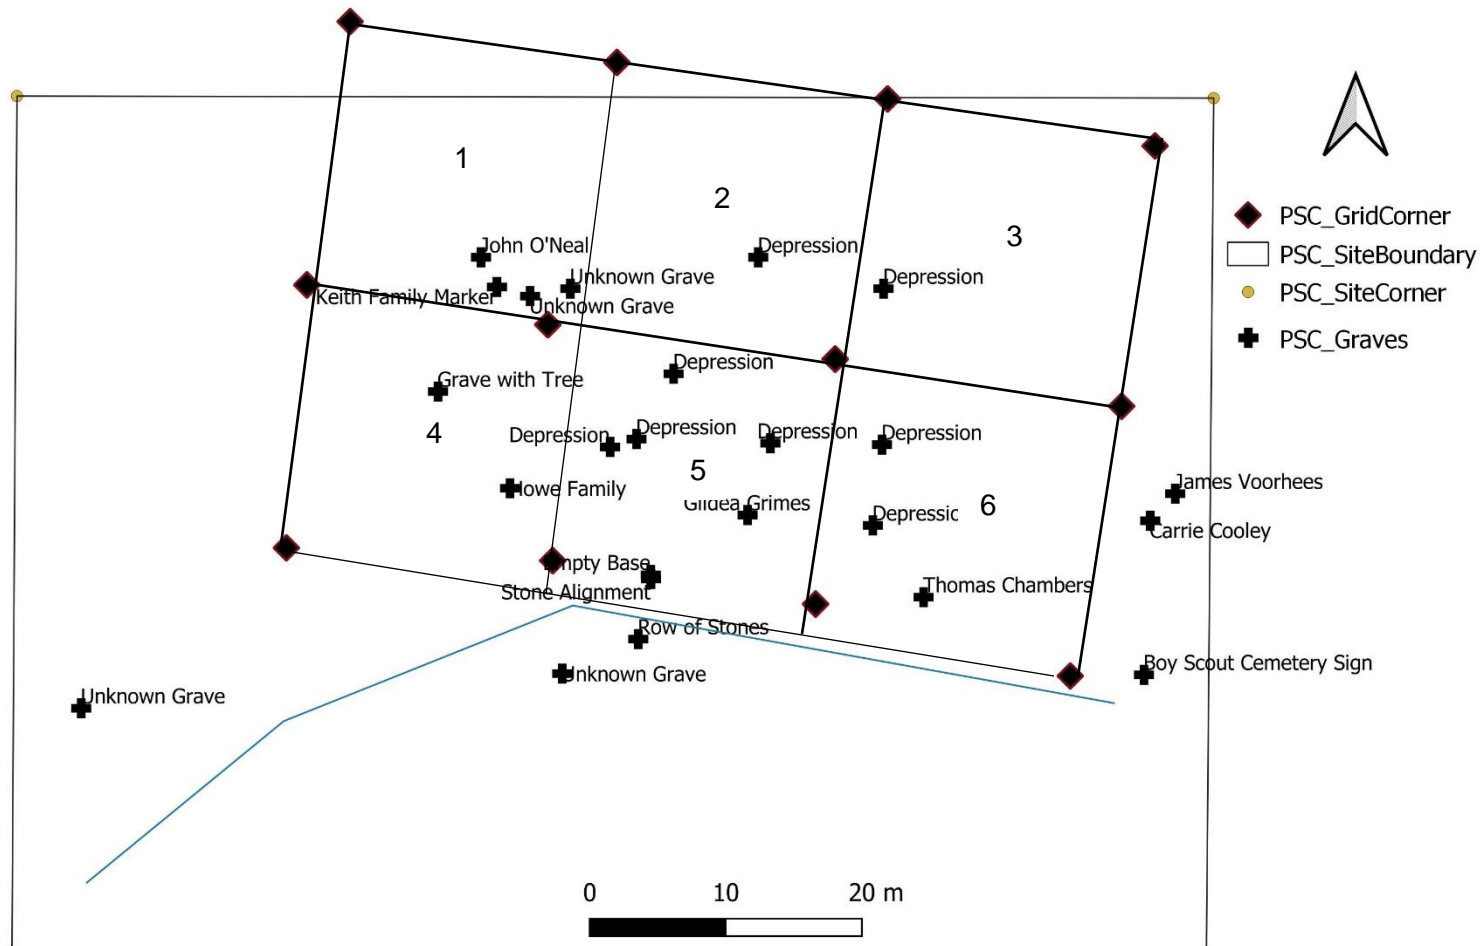 1
2
3
PSC_GridCorner
PSC_SiteBoundary
PSC_SiteCorner
PSC_Graves
John O'Neal
Depression
Unknown Grave
Depression
Keith Family Marker
Unknown Grave
Depression
Grave with Tree
4
Depression
Depression
Depression
Depression
5
James Voorhees
Howe Family
Gildea Grimes
Depressic
6
Carrie Cooley
Empty Base
Stone Alignment
Thomas Chambers
Row of Stones
Boy Scout Cemetery Sign
Unknown Grave
Unknown Grave
0 10 20 m